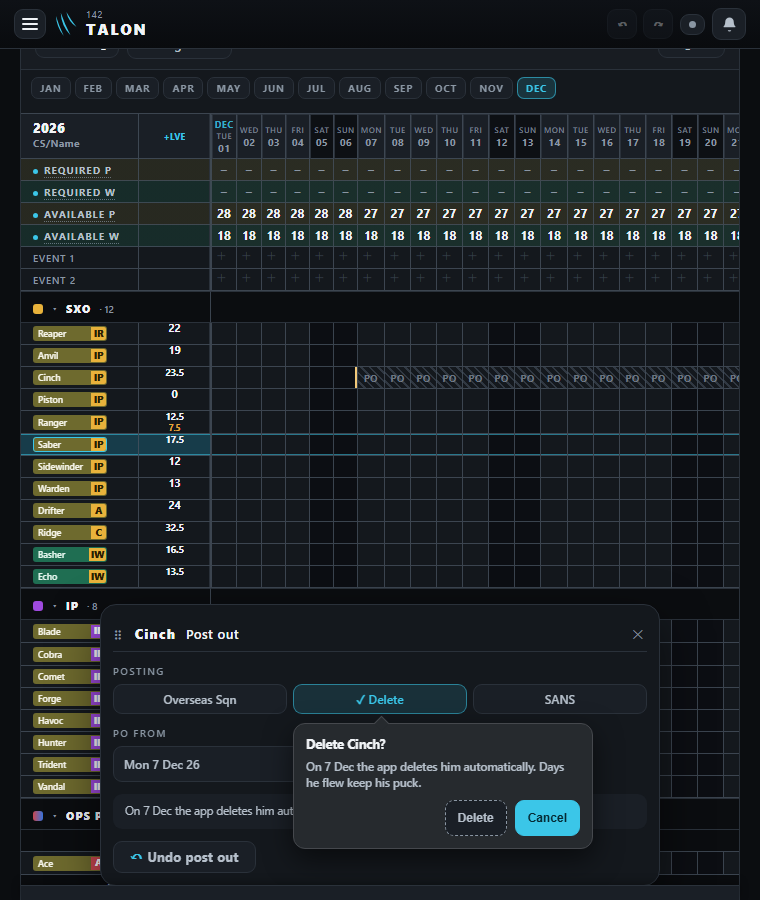 142
TALON
JAN FEB MAR APR MAY JUN JUL AUG SEP OCT NOV DEC
2026
CS/Name
+LVE
DEC
TUE WED THU FRI SAT SUN MON TUE WED THU FRI SAT SUN MON TUE WED THU FRI SAT SUN MON
01 02 03 04 05 06 07 08 09 10 11 12 13 14 15 16 17 18 19 20
REQUIRED P – – – – – – – – – – – – – – – – – – – – –
REQUIRED W – – – – – – – – – – – – – – – – – – – – –
AVAILABLE P 28 28 28 28 28 28 27 27 27 27 27 27 27 27 27 27 27 27 27 27
AVAILABLE W 18 18 18 18 18 18 18 18 18 18 18 18 18 18 18 18 18 18 18 18
EVENT 1 + + + + + + + + + + + + + + + + + + + + +
EVENT 2 + + + + + + + + + + + + + + + + + + + + +
SXO · 12
Reaper IR 22
Anvil IP 19
Cinch IP 23.5 PO PO PO PO PO PO PO PO PO PO PO PO PO PO
Piston IP 0
Ranger IP 12.5
7.5
Saber IP 17.5
Sidewinder IP 12
Warden IP 13
Drifter A 24
Ridge C 32.5
Basher IW 16.5
Echo IW 13.5
IP · 8
Blade
Cobra
Comet
Forge
Havoc
Hunter
Trident
Vandal
OPS
Ace
Cinch Post out
POSTING
Overseas Sqn ✓ Delete SANS
PO FROM
Mon 7 Dec 26
On 7 Dec the app deletes him
Undo post out
Delete Cinch?
On 7 Dec the app deletes him automatically. Days
he flew keep his puck.
Delete Cancel